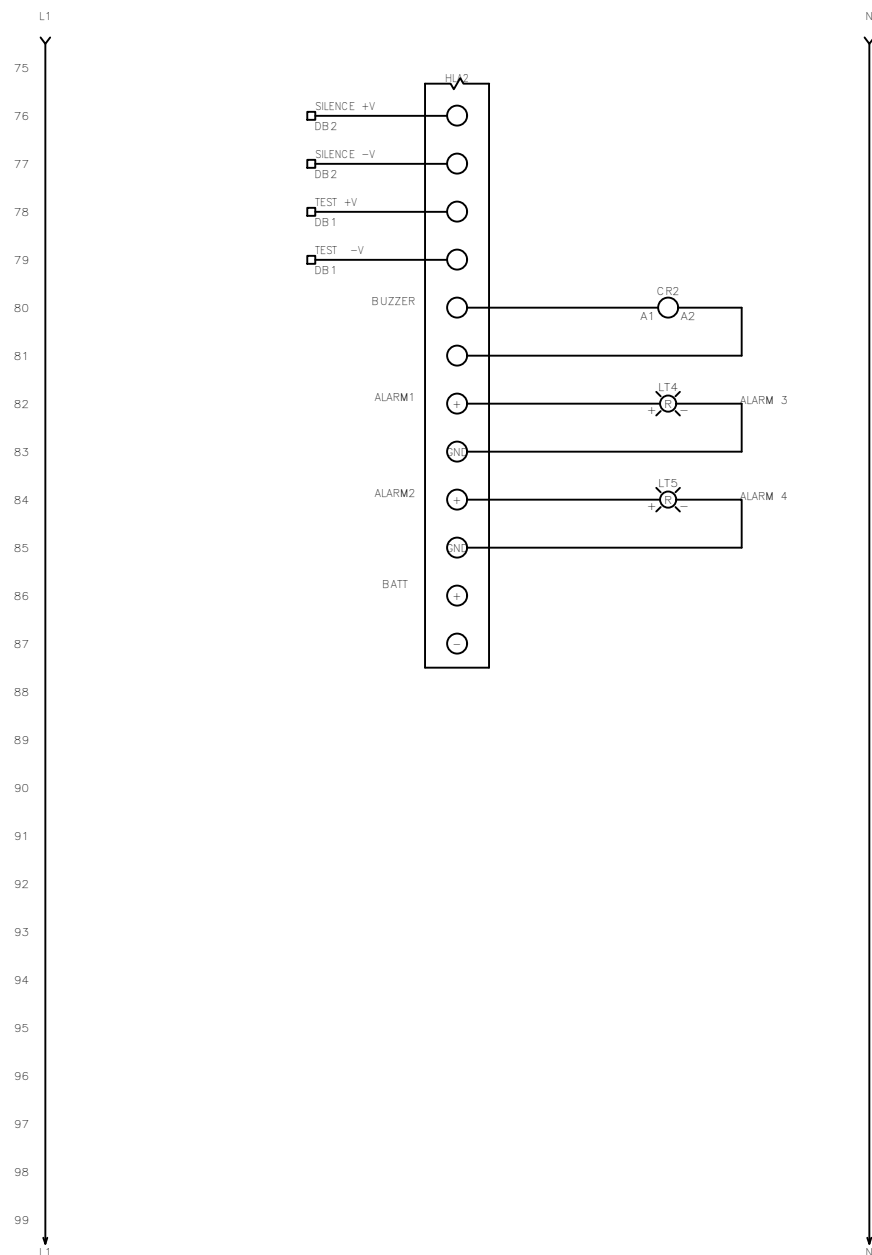 L1 N
75
HLA2
76 SILENCE +V
DB2
77 SILENCE -V
DB2
78 TEST +V
DB1
79 TEST -V
DB1
CR2
80 BUZZER A1 A2
81
LT4
82 ALARM1 + + R - ALARM 3
83 GND
LT5
84 ALARM2 + + R - ALARM 4
85 GND
BATT
86 +
87 -
88
89
90
91
92
93
94
95
96
97
98
99
L1 N